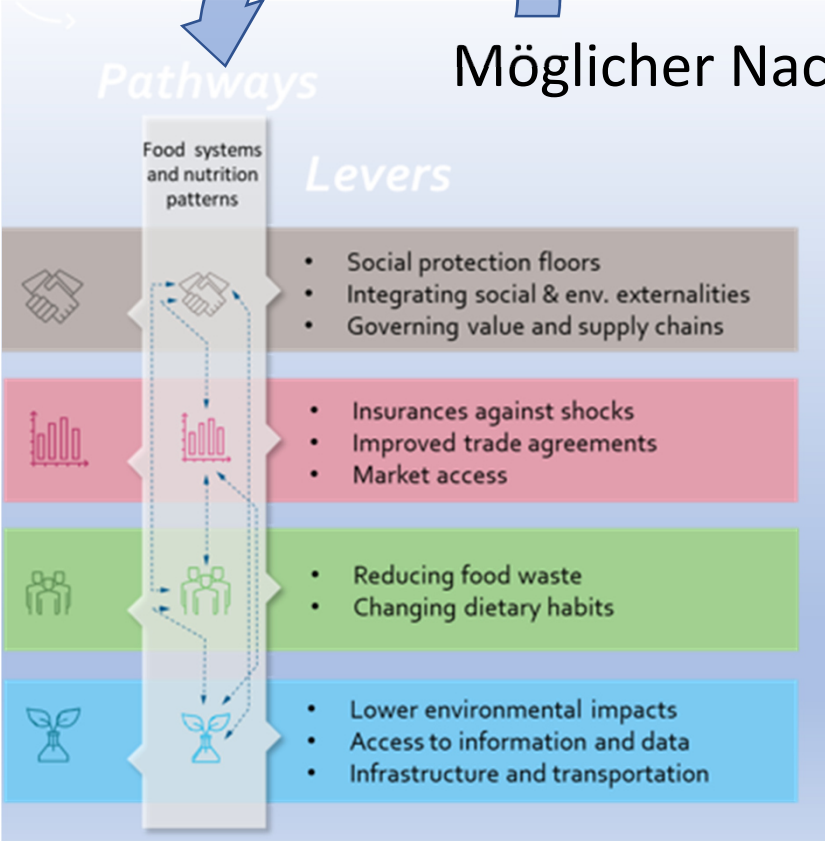 Pathways
Möglicher Nac
Food systems
and nutrition
patterns
Levers
• Social protection floors
• Integrating social & env. externalities
• Governing value and supply chains
• Insurances against shocks
• Improved trade agreements
• Market access
• Reducing food waste
• Changing dietary habits
• Lower environmental impacts
• Access to information and data
• Infrastructure and transportation